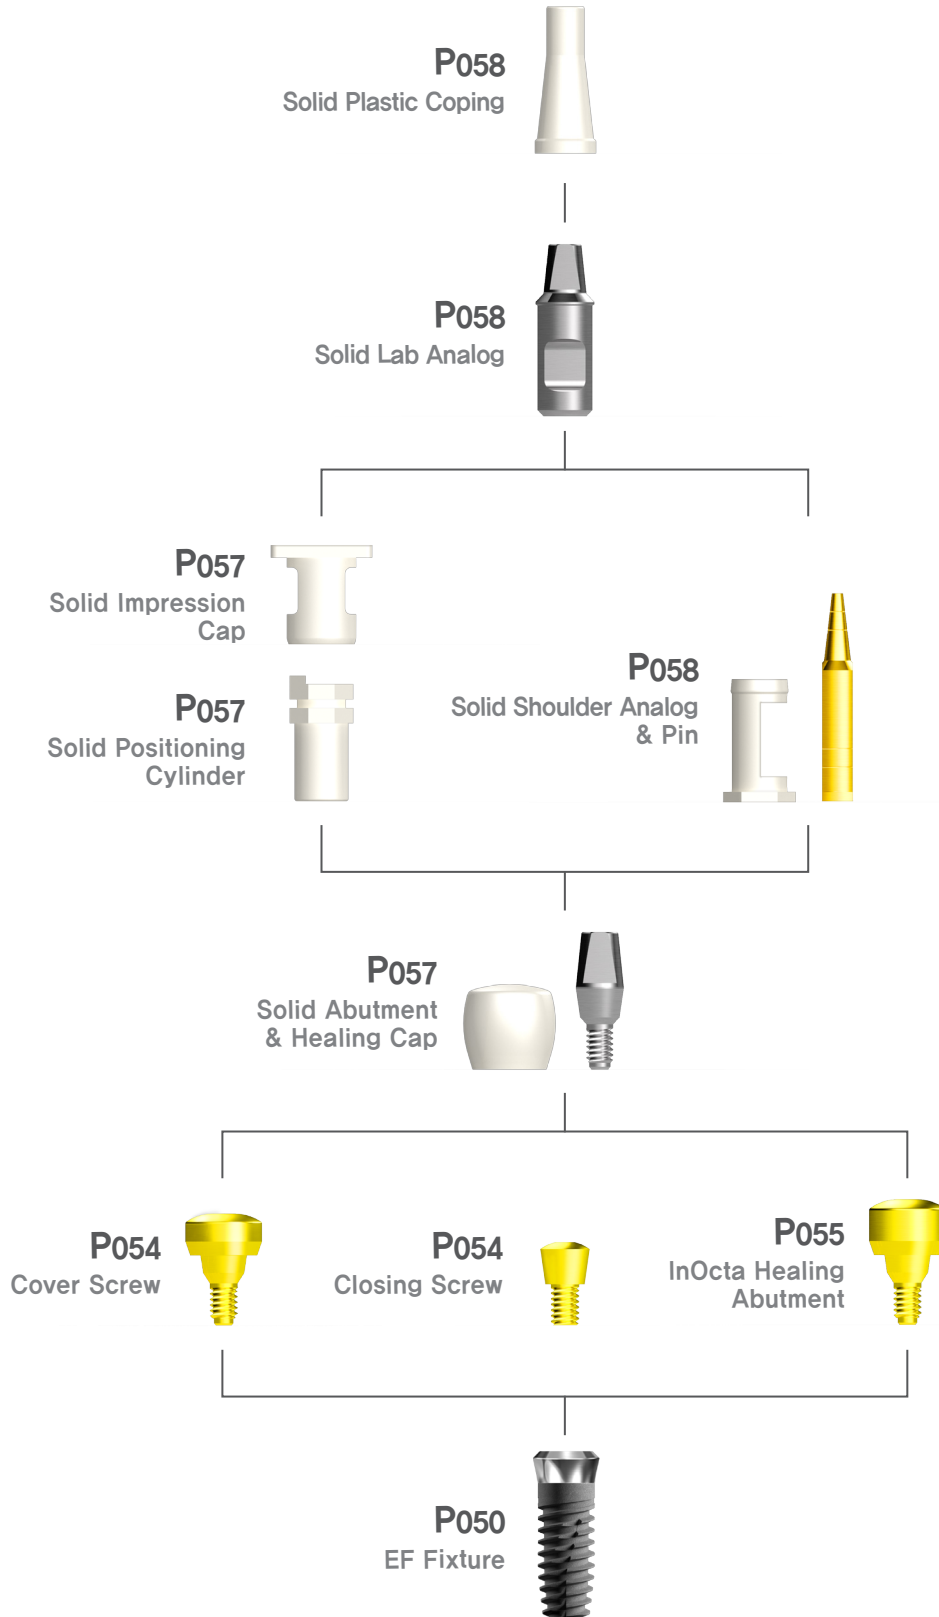 P058
Solid Plastic Coping
P058
Solid Lab Analog
P057
Solid Impression
Cap
P057
Solid Positioning
Cylinder
P058
Solid Shoulder Analog
& Pin
P057
Solid Abutment
& Healing Cap
P054
Cover Screw
P054
Closing Screw
P055
InOcta Healing
Abutment
P050
EF Fixture